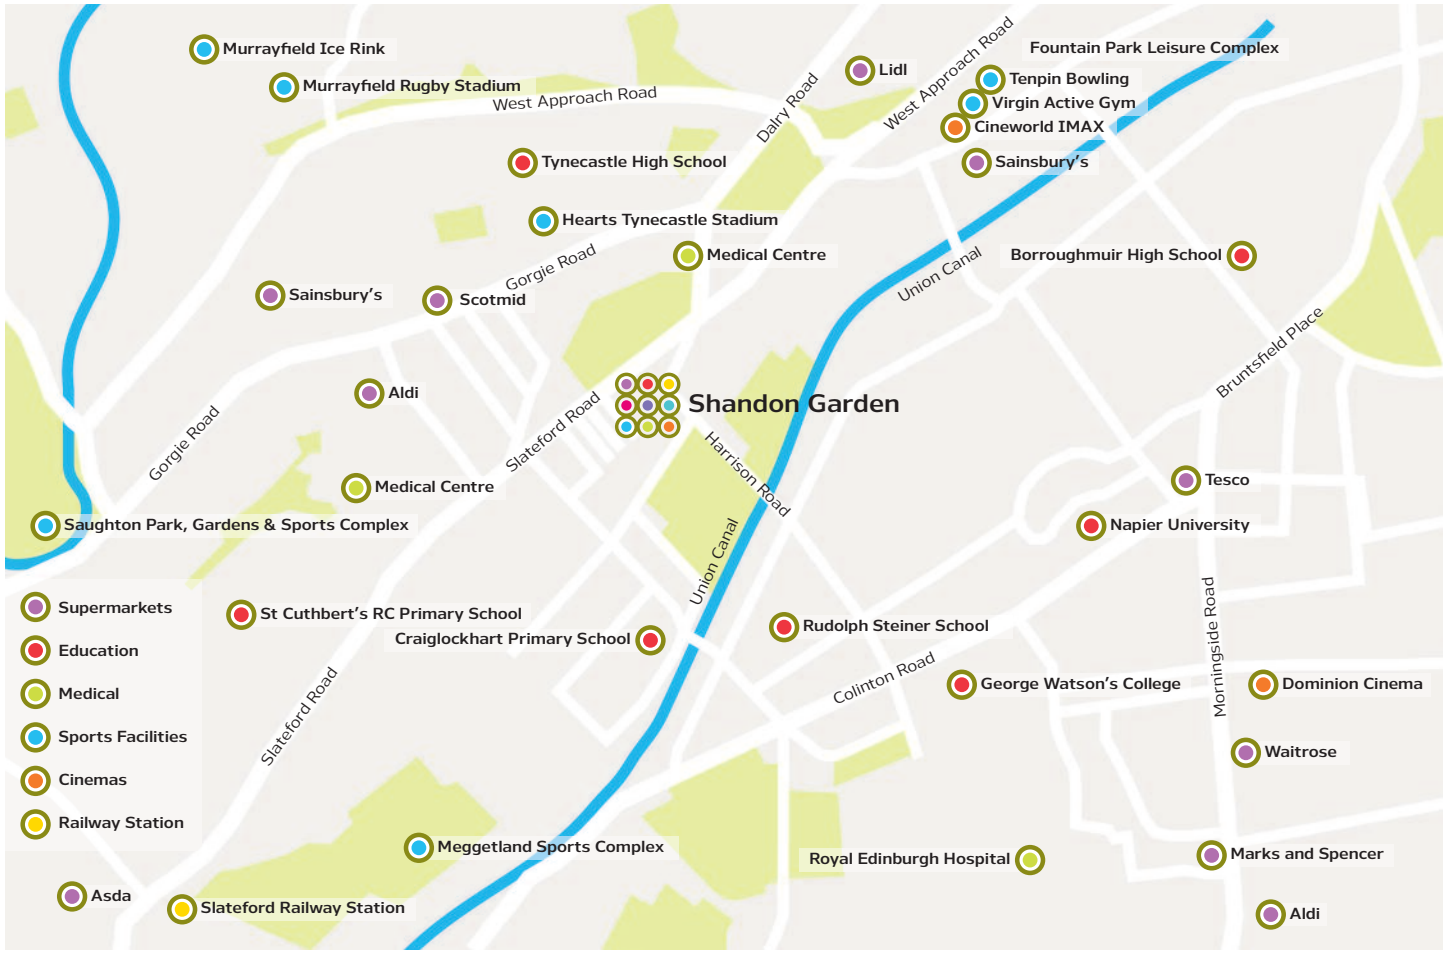 Murrayfield Ice Rink
Murrayfield Rugby Stadium
West Approach Road
Dalry Road
Lidl
West Approach Road
Fountain Park Leisure Complex
Tenpin Bowling
Virgin Active Gym
Cineworld IMAX
Sainsbury's
Tynecastle High School
Hearts Tynecastle Stadium
Medical Centre
Gorgie Road
Union Canal
Borroughmuir High School
Sainsbury's
Scotmid
Bruntsfield Place
Aldi
Shandon Garden
Gorgie Road
Slateford Road
Harrison Road
Medical Centre
Tesco
Saughton Park, Gardens & Sports Complex
Napier University
Union Canal
Supermarkets
Education
Medical
Sports Facilities
Cinemas
Railway Station
St Cuthbert's RC Primary School
Craiglockhart Primary School
Rudolph Steiner School
Morningside Road
Colinton Road
George Watson's College
Dominion Cinema
Slateford Road
Waitrose
Meggetland Sports Complex
Royal Edinburgh Hospital
Marks and Spencer
Asda
Slateford Railway Station
Aldi